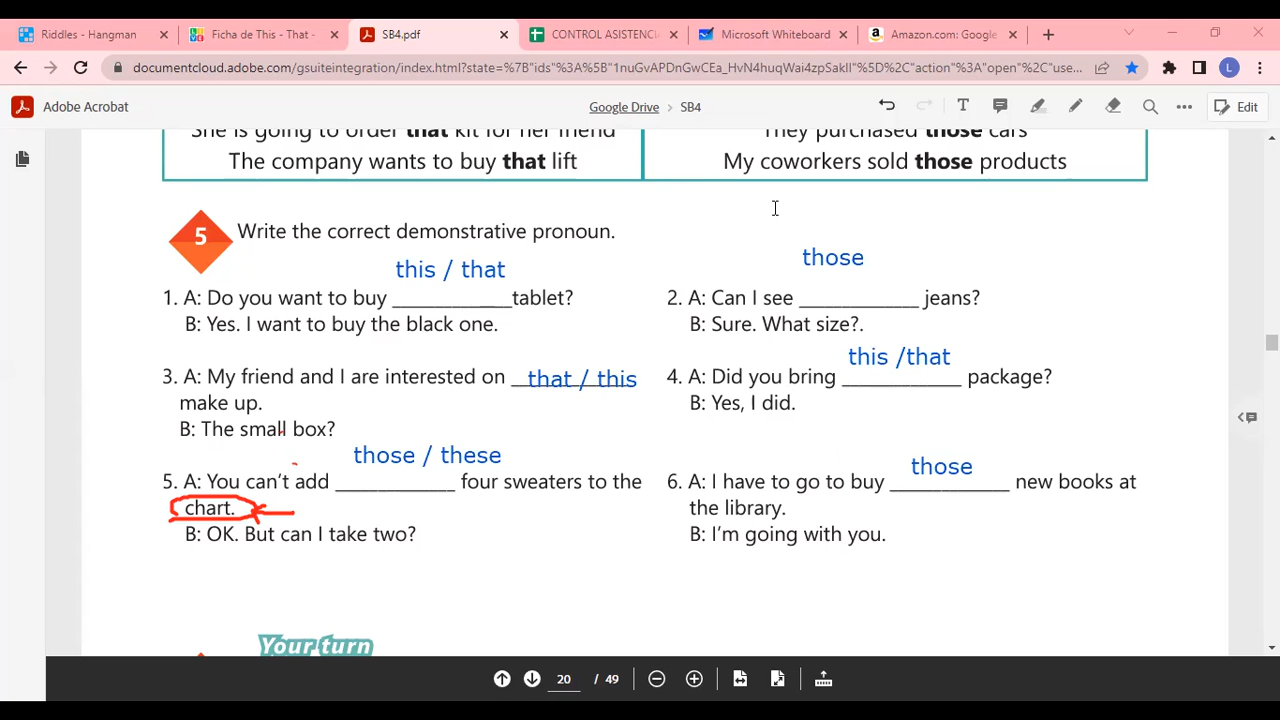 Riddles - Hangman
Ficha de This - That -
SB4.pdf
CONTROL ASISTENCI
Microsoft Whiteboard
Amazon.com: Google
documentcloud.adobe.com/gsuiteintegration/index.html?state=%7B"ids"%3A%5B"1nuGvAPDnGwCEa_HvN4huqWai4zpSakII"%5D%2C"action"%3A"open"%2C"use...
L
Adobe Acrobat
Google Drive > SB4
T
Edit
She is going to order that kit for her friend
The company wants to buy that lift
They purchased those cars
My coworkers sold those products
5 Write the correct demonstrative pronoun.
this / that
1. A: Do you want to buy ____________tablet?
B: Yes. I want to buy the black one.
those
2. A: Can I see ____________ jeans?
B: Sure. What size?.
3. A: My friend and I are interested on that / this
make up.
B: The small box?
this /that
4. A: Did you bring ____________ package?
B: Yes, I did.
those / these
5. A: You can't add ____________ four sweaters to the
chart.
B: OK. But can I take two?
those
6. A: I have to go to buy ____________ new books at
the library.
B: I'm going with you.
Your turn
20 / 49